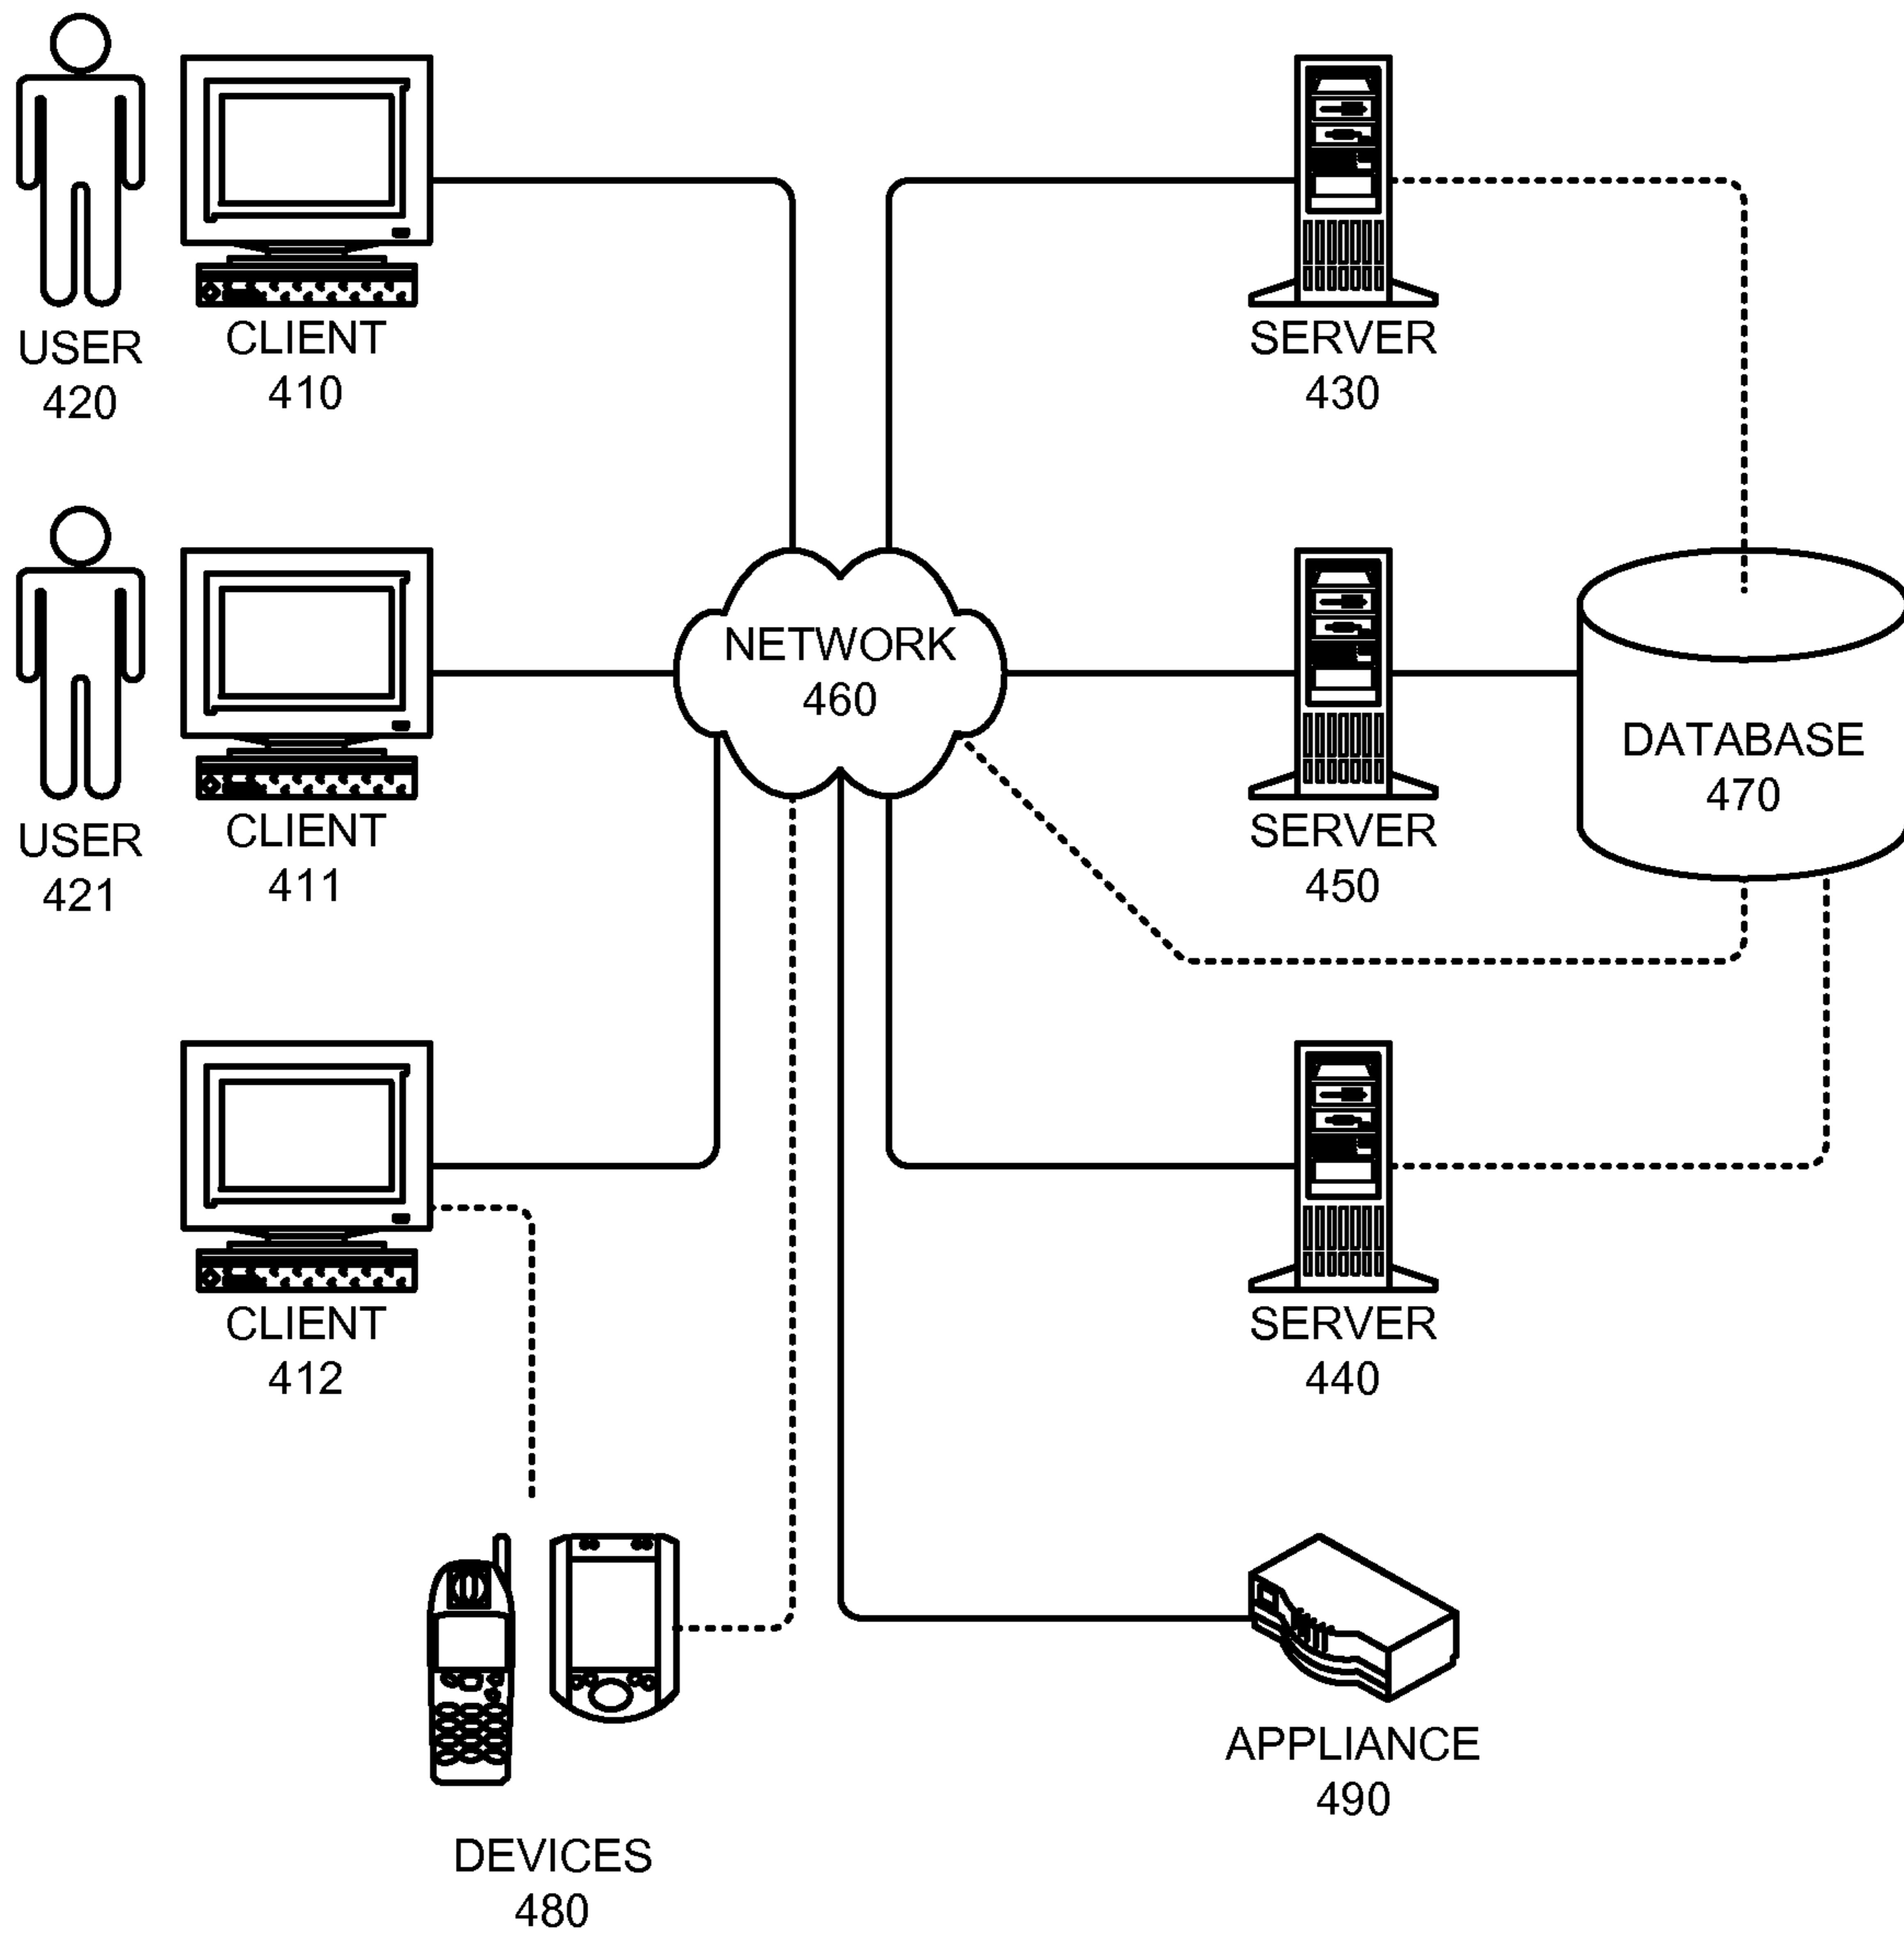 USER
420
CLIENT
410
SERVER
430
USER
421
CLIENT
411
NETWORK
460
SERVER
450
DATABASE
470
CLIENT
412
SERVER
440
DEVICES
480
APPLIANCE
490